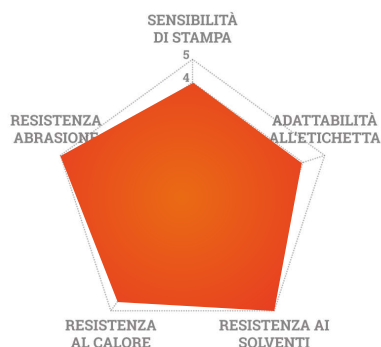 SENSIBILITÀ
DI STAMPA
5
4
RESISTENZA
ABRASIONE
ADATTABILITÀ
ALL'ETICHETTA
RESISTENZA
AL CALORE
RESISTENZA AI
SOLVENTI